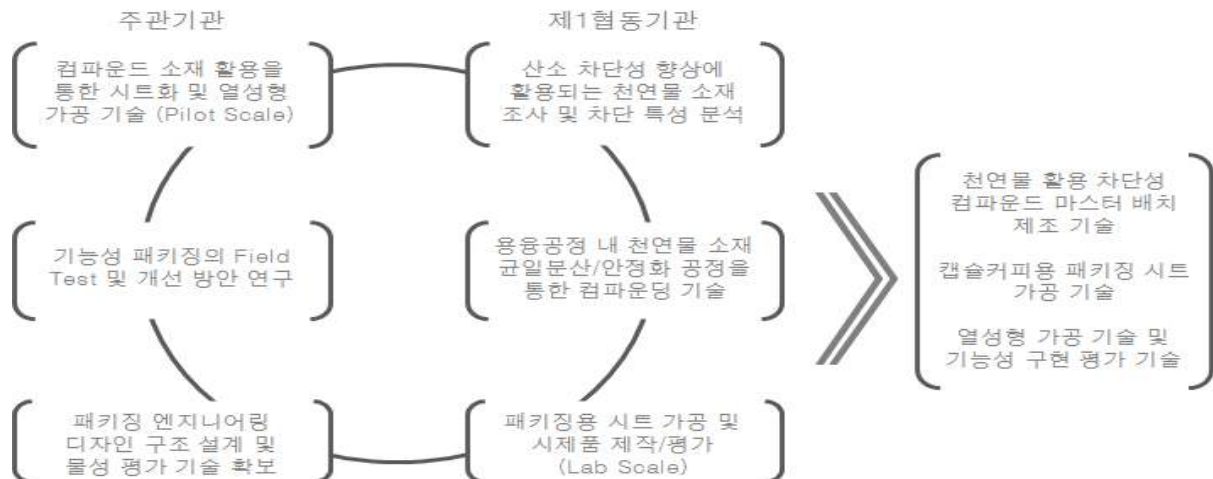 주관기관
컴파운드 소재 활용을
통한 시트화 및 열성형
가공 기술 (Pilot Scale)
기능성 패키징의 Field
Test 및 개선 방안 연구
패키징 엔지니어링
디자인 구조 설계 및
물성 평가 기술 확보
제1협동기관
산소 차단성 향상에
활용되는 천연물 소재
조사 및 차단 특성 분석
용융공정 내 천연물 소재
균일분산/안정화 공정을
통한 컴파운딩 기술
패키징용 시트 가공 및
시제품 제작/평가
(Lab Scale)
천연물 활용 차단성
컴파운드 마스터 배치
제조 기술
캡슐커피용 패키징 시트
가공 기술
열성형 가공 기술 및
기능성 구현 평가 기술